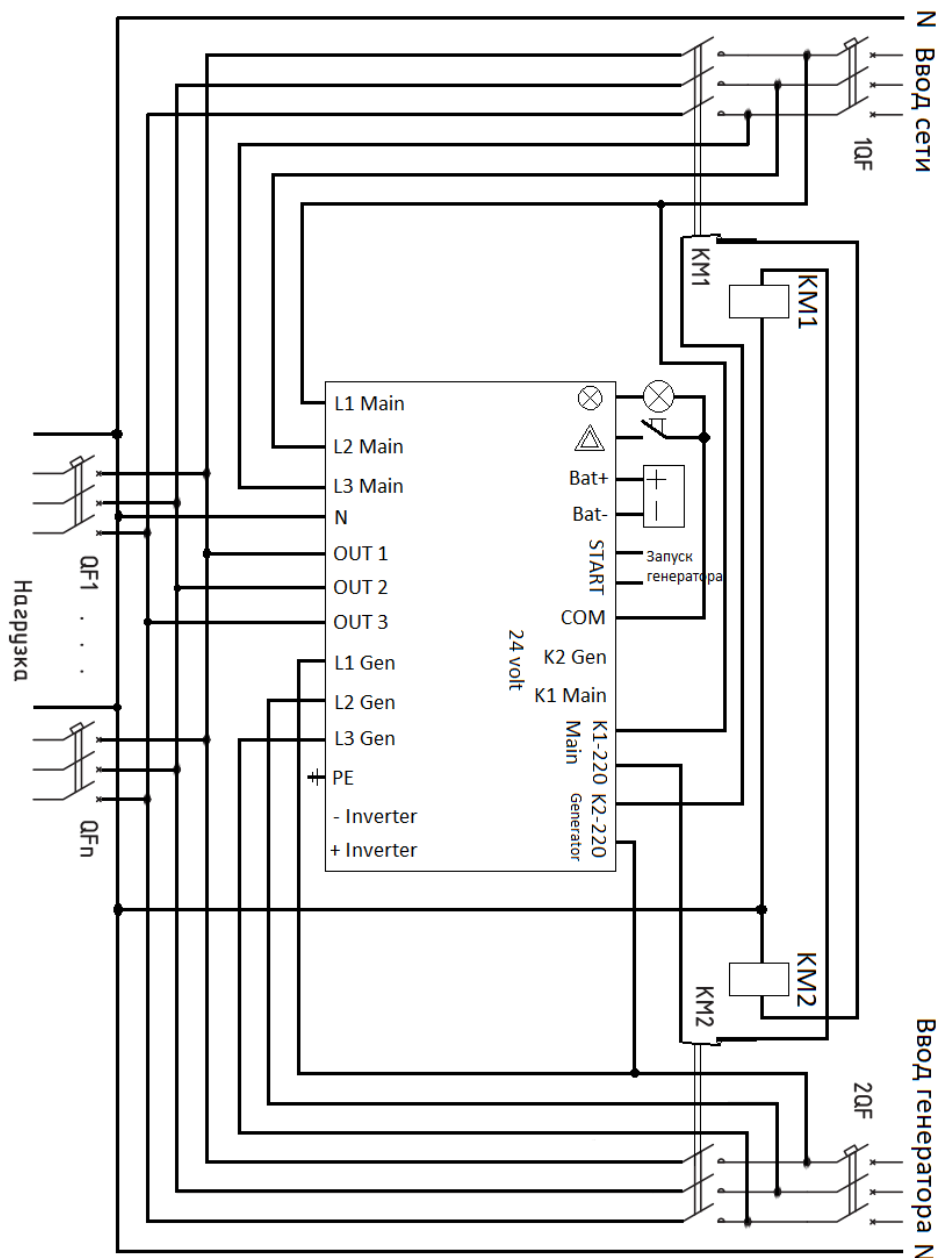 N
Ввод сети
1QF
KM1
KM1
L1 Main
L2 Main
L3 Main
N
OUT 1
OUT 2
OUT 3
L1 Gen
L2 Gen
L3 Gen
PE
- Inverter
+ Inverter
24 volt
Bat+
Bat-
START
START
COM
K2 Gen
K1 Main
K1-220
Main
K2-220
Generator
+
−
Запуск
генератора
QF1
. . .
Нагрузка
QFn
KM2
KM2
2QF
Ввод генератора
N